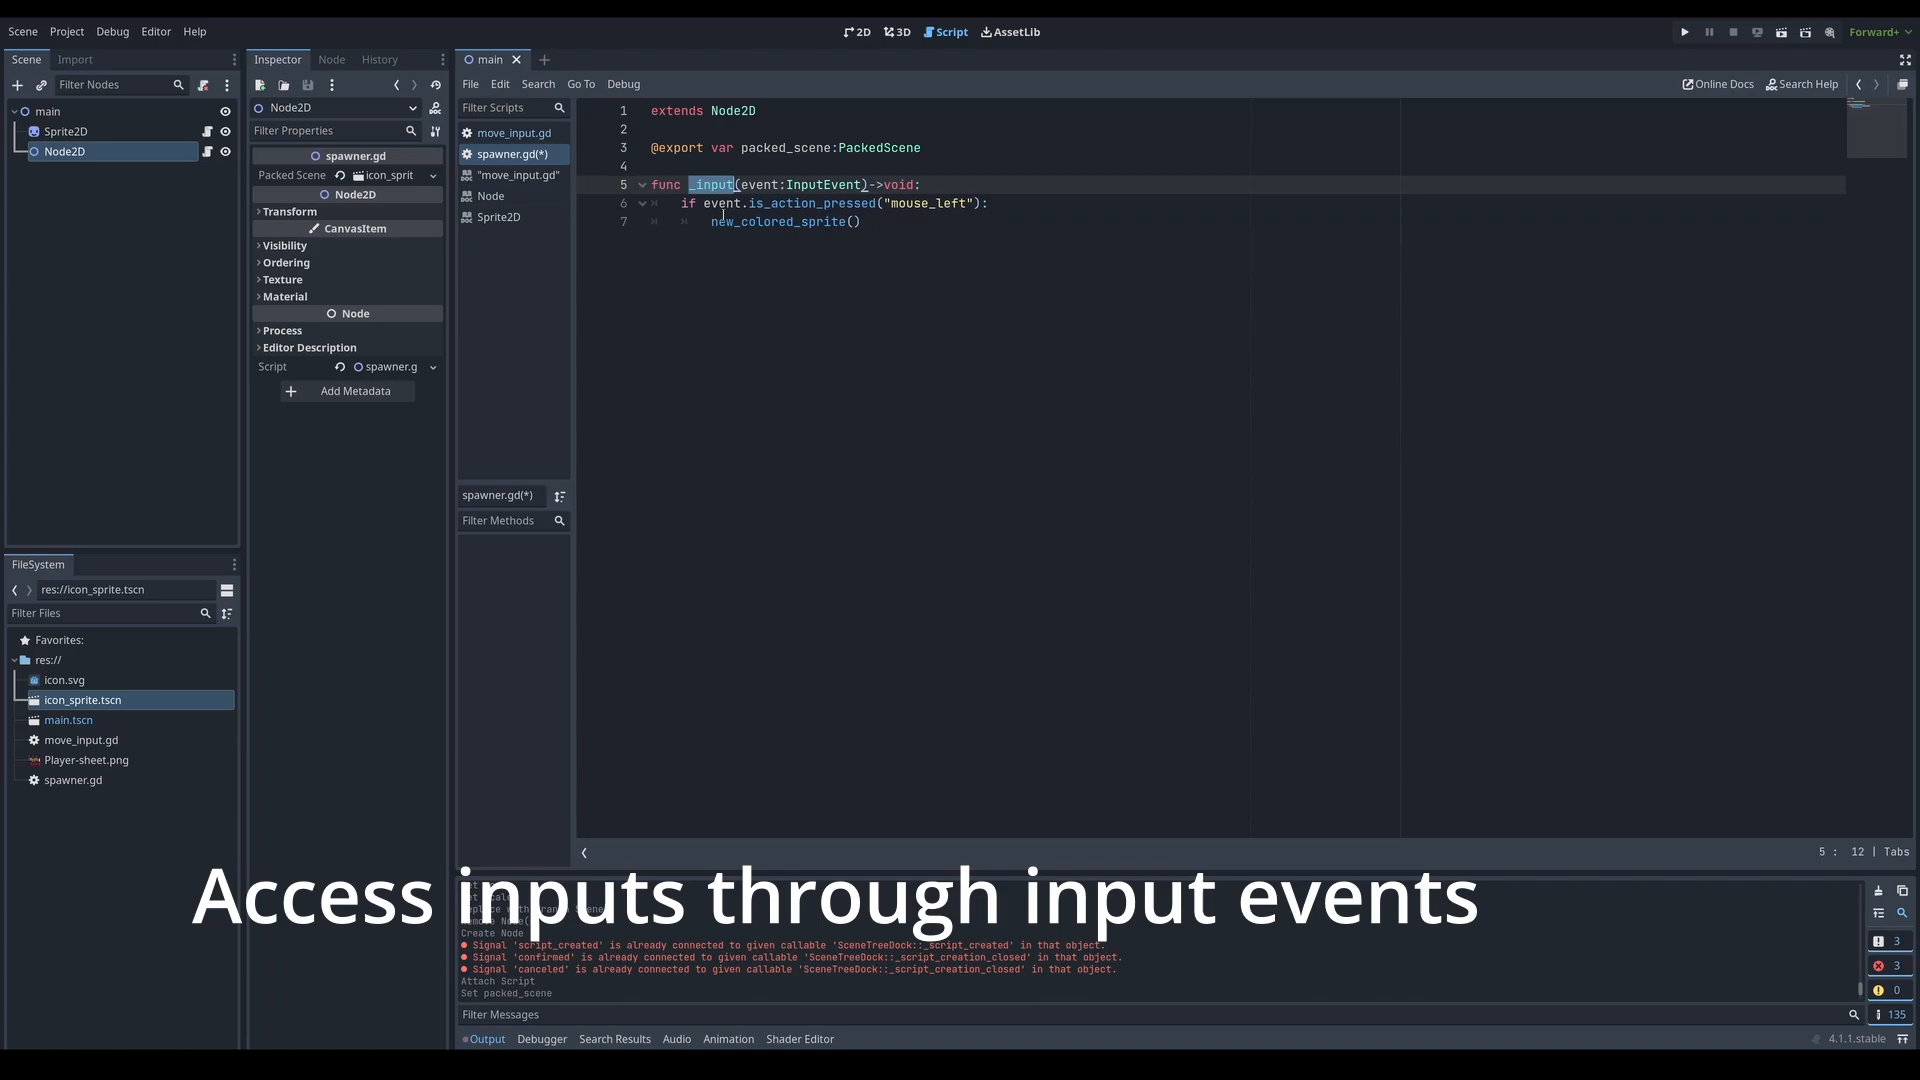 Scene Project Debug Editor Help
2D 3D Script AssetLib
Forward+
Scene Import
Filter Nodes
main
Sprite2D
Node2D
Inspector Node History
Node2D
Filter Properties
spawner.gd
Packed Scene icon_sprit
Node2D
Transform
CanvasItem
Visibility
Ordering
Texture
Material
Node
Process
Editor Description
Script spawner.g
Add Metadata
main
File Edit Search Go To Debug
Online Docs Search Help
Filter Scripts
move_input.gd
spawner.gd(*)
"move_input.gd"
Node
Sprite2D
spawner.gd(*)
Filter Methods
1 extends Node2D
2
3 @export var packed_scene:PackedScene
4
5 func _input(event:InputEvent)->void:
6 if event.is_action_pressed("mouse_left"):
7 new_colored_sprite()
5 : 12 | Tabs
FileSystem
res://icon_sprite.tscn
Filter Files
Favorites:
res://
icon.svg
icon_sprite.tscn
main.tscn
move_input.gd
Player-sheet.png
spawner.gd
Access inputs through input events
Create Node
Signal 'script_created' is already connected to given callable 'SceneTreeDock::_script_created' in that object.
Signal 'confirmed' is already connected to given callable 'SceneTreeDock::_script_creation_closed' in that object.
Signal 'canceled' is already connected to given callable 'SceneTreeDock::_script_creation_closed' in that object.
Attach Script
Set packed_scene
Filter Messages
3
3
0
135
Output Debugger Search Results Audio Animation Shader Editor
4.1.1.stable